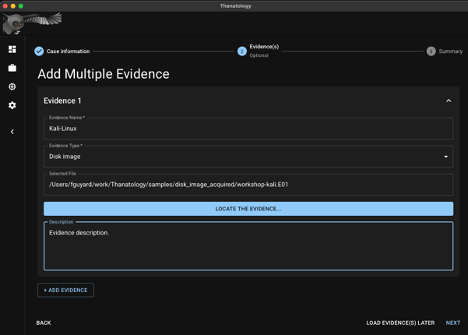 Thanatology
Case information
2
Evidence(s)
Optional
3
Summary
Add Multiple Evidence
Evidence 1
Evidence Name *
Kali-Linux
Evidence Type *
Disk image
Selected File
/Users/fguyard/work/Thanatology/samples/disk_image_acquired/workshop-kali.E01
LOCATE THE EVIDENCE...
Description
Evidence description.
+ ADD EVIDENCE
BACK
LOAD EVIDENCE(S) LATER
NEXT